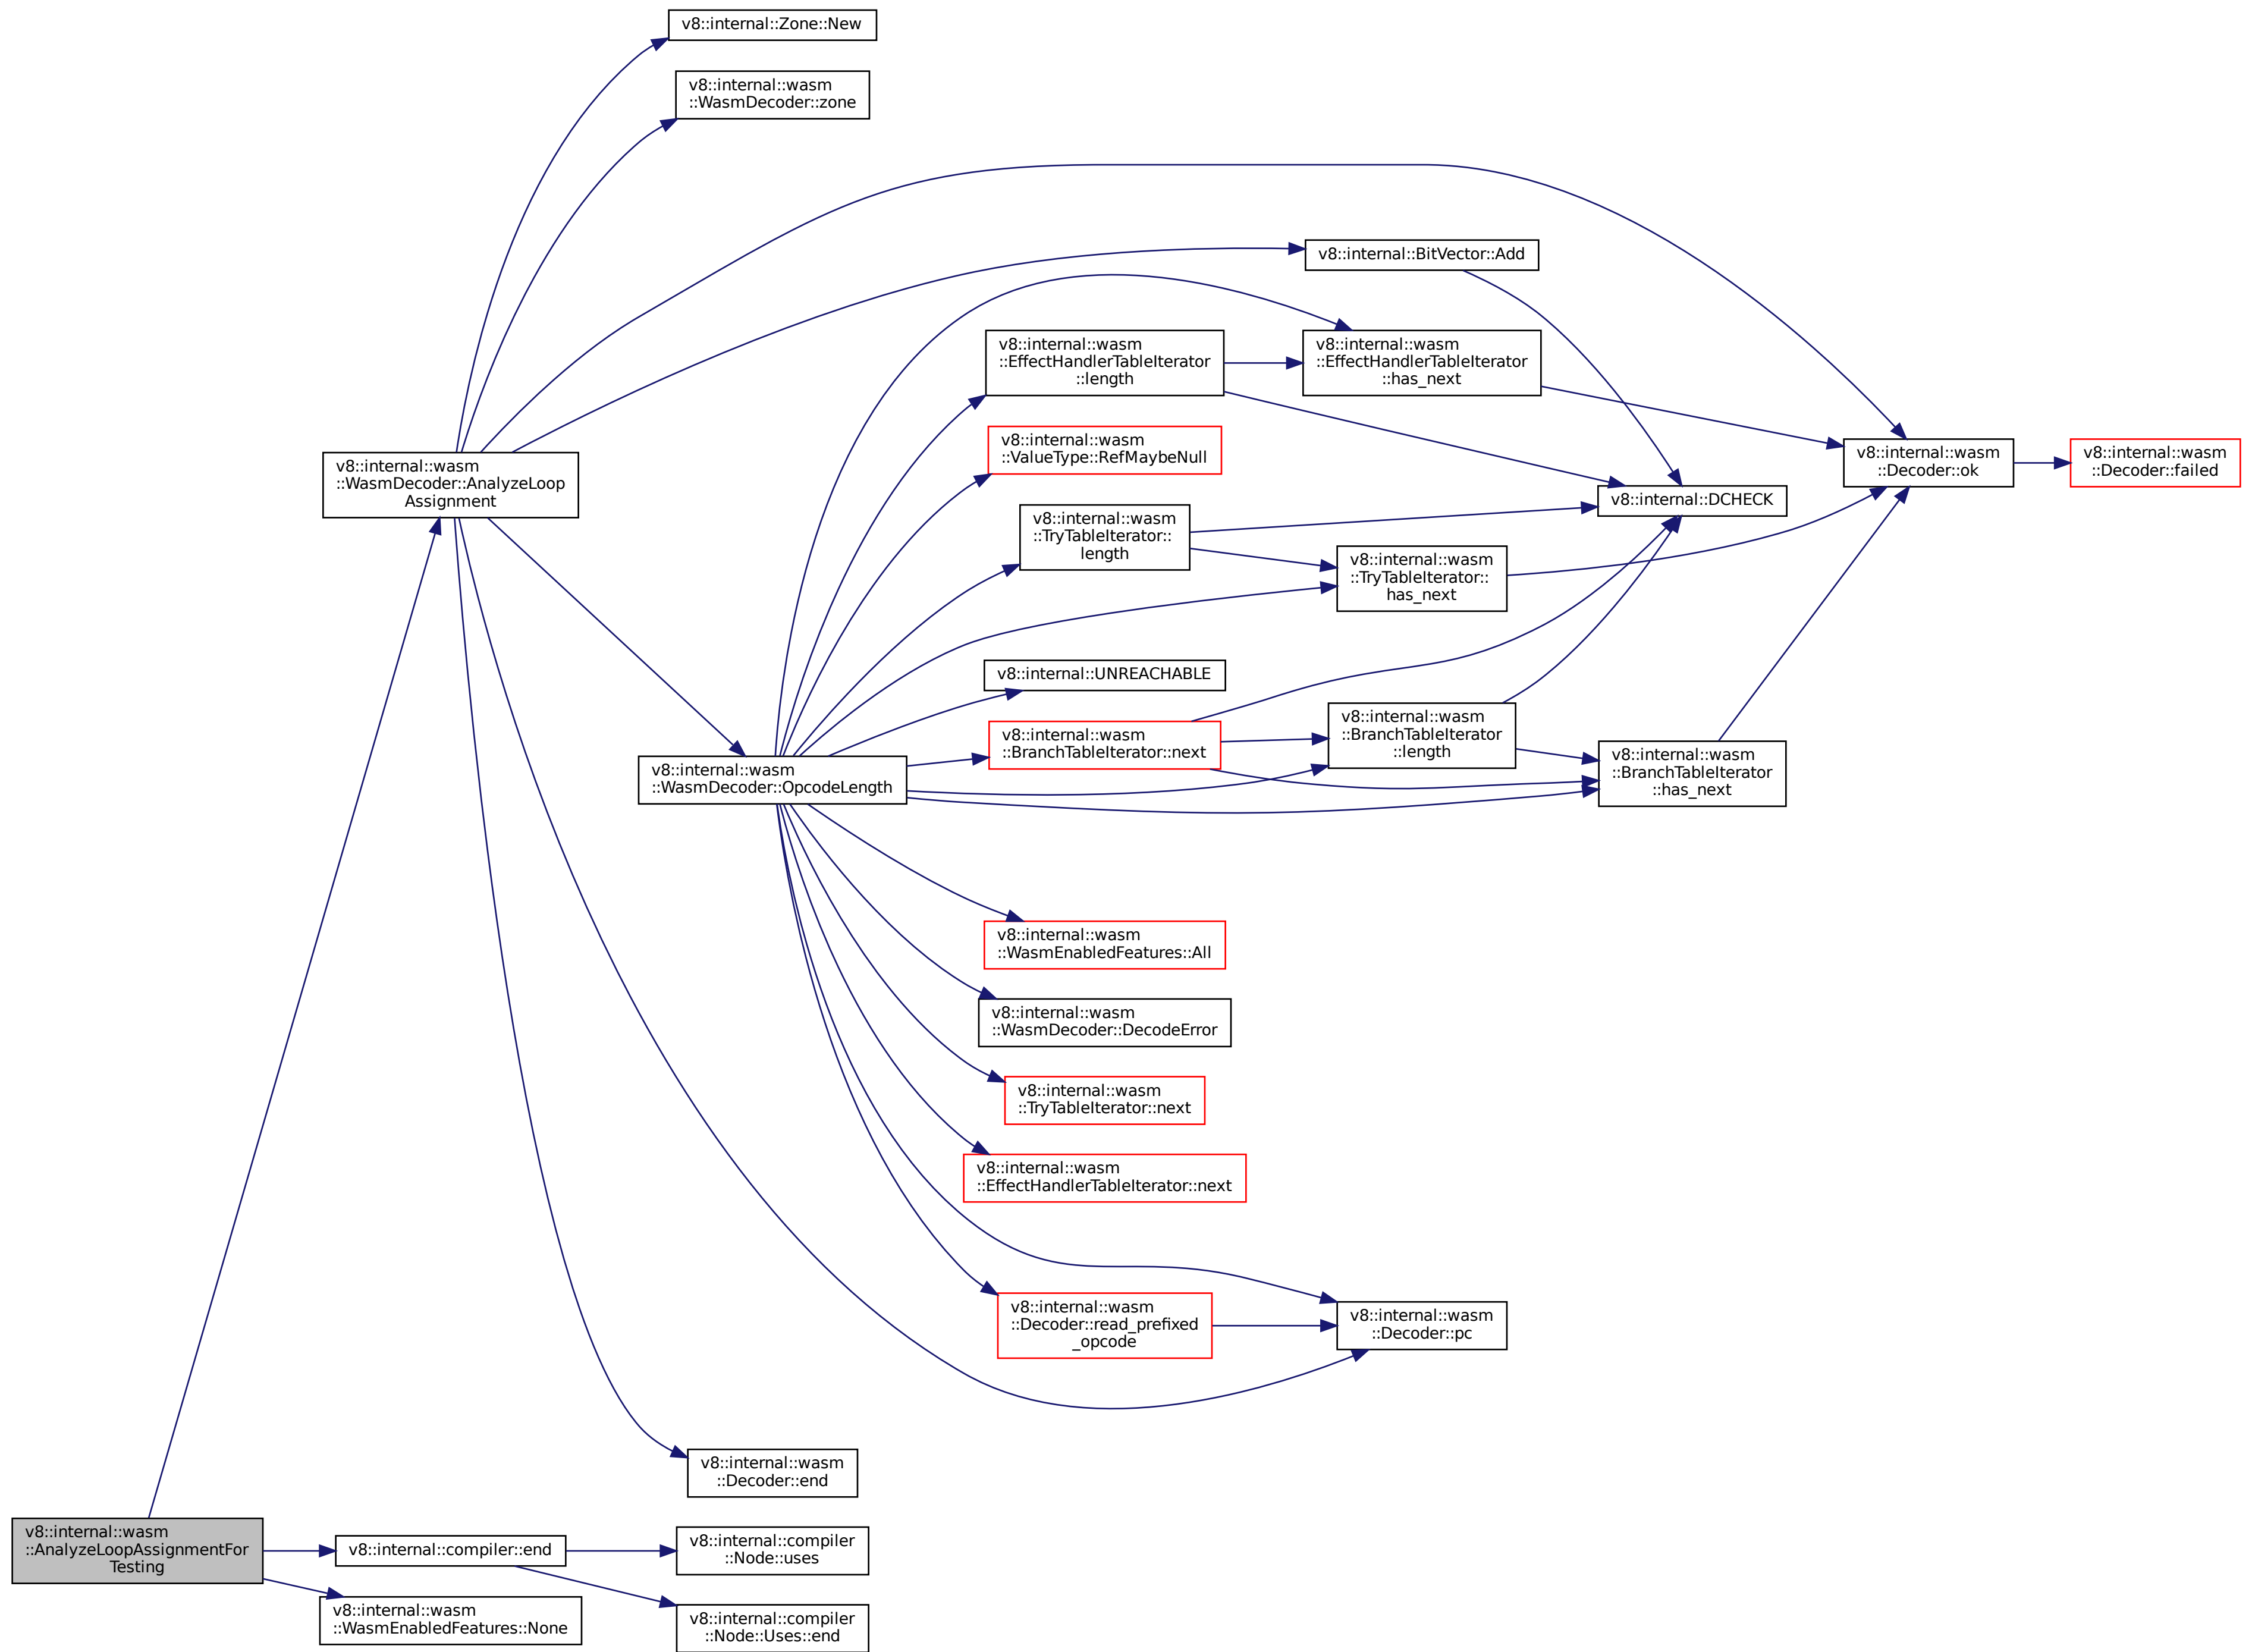 v8::internal::Zone::New
v8::internal::wasm
::WasmDecoder::zone
v8::internal::BitVector::Add
v8::internal::wasm
::EffectHandlerTableIterator
::length
v8::internal::wasm
::EffectHandlerTableIterator
::has_next
v8::internal::wasm
::ValueType::RefMaybeNull
v8::internal::wasm
::Decoder::ok
v8::internal::wasm
::Decoder::failed
v8::internal::wasm
::WasmDecoder::AnalyzeLoop
Assignment
v8::internal::DCHECK
v8::internal::wasm
::TryTableIterator::
length
v8::internal::wasm
::TryTableIterator::
has_next
v8::internal::UNREACHABLE
v8::internal::wasm
::BranchTableIterator::next
v8::internal::wasm
::BranchTableIterator
::length
v8::internal::wasm
::BranchTableIterator
::has_next
v8::internal::wasm
::WasmDecoder::OpcodeLength
v8::internal::wasm
::WasmEnabledFeatures::All
v8::internal::wasm
::WasmDecoder::DecodeError
v8::internal::wasm
::TryTableIterator::next
v8::internal::wasm
::EffectHandlerTableIterator::next
v8::internal::wasm
::Decoder::read_prefixed
_opcode
v8::internal::wasm
::Decoder::pc
v8::internal::wasm
::Decoder::end
v8::internal::wasm
::AnalyzeLoopAssignmentFor
Testing
v8::internal::compiler::end
v8::internal::compiler
::Node::uses
v8::internal::wasm
::WasmEnabledFeatures::None
v8::internal::compiler
::Node::Uses::end